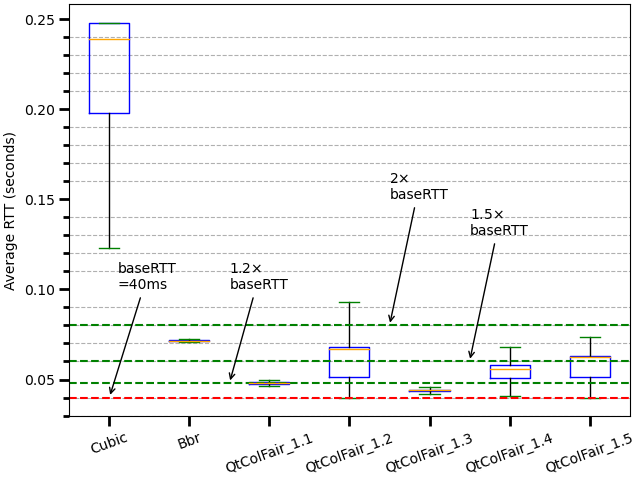 0.25
0.20
0.15
0.10
0.05
Average RTT (seconds)
2×
baseRTT
1.5×
baseRTT
baseRTT
=40ms
1.2×
baseRTT
Cubic
Bbr
QtColFair_1.1
QtColFair_1.2
QtColFair_1.3
QtColFair_1.4
QtColFair_1.5